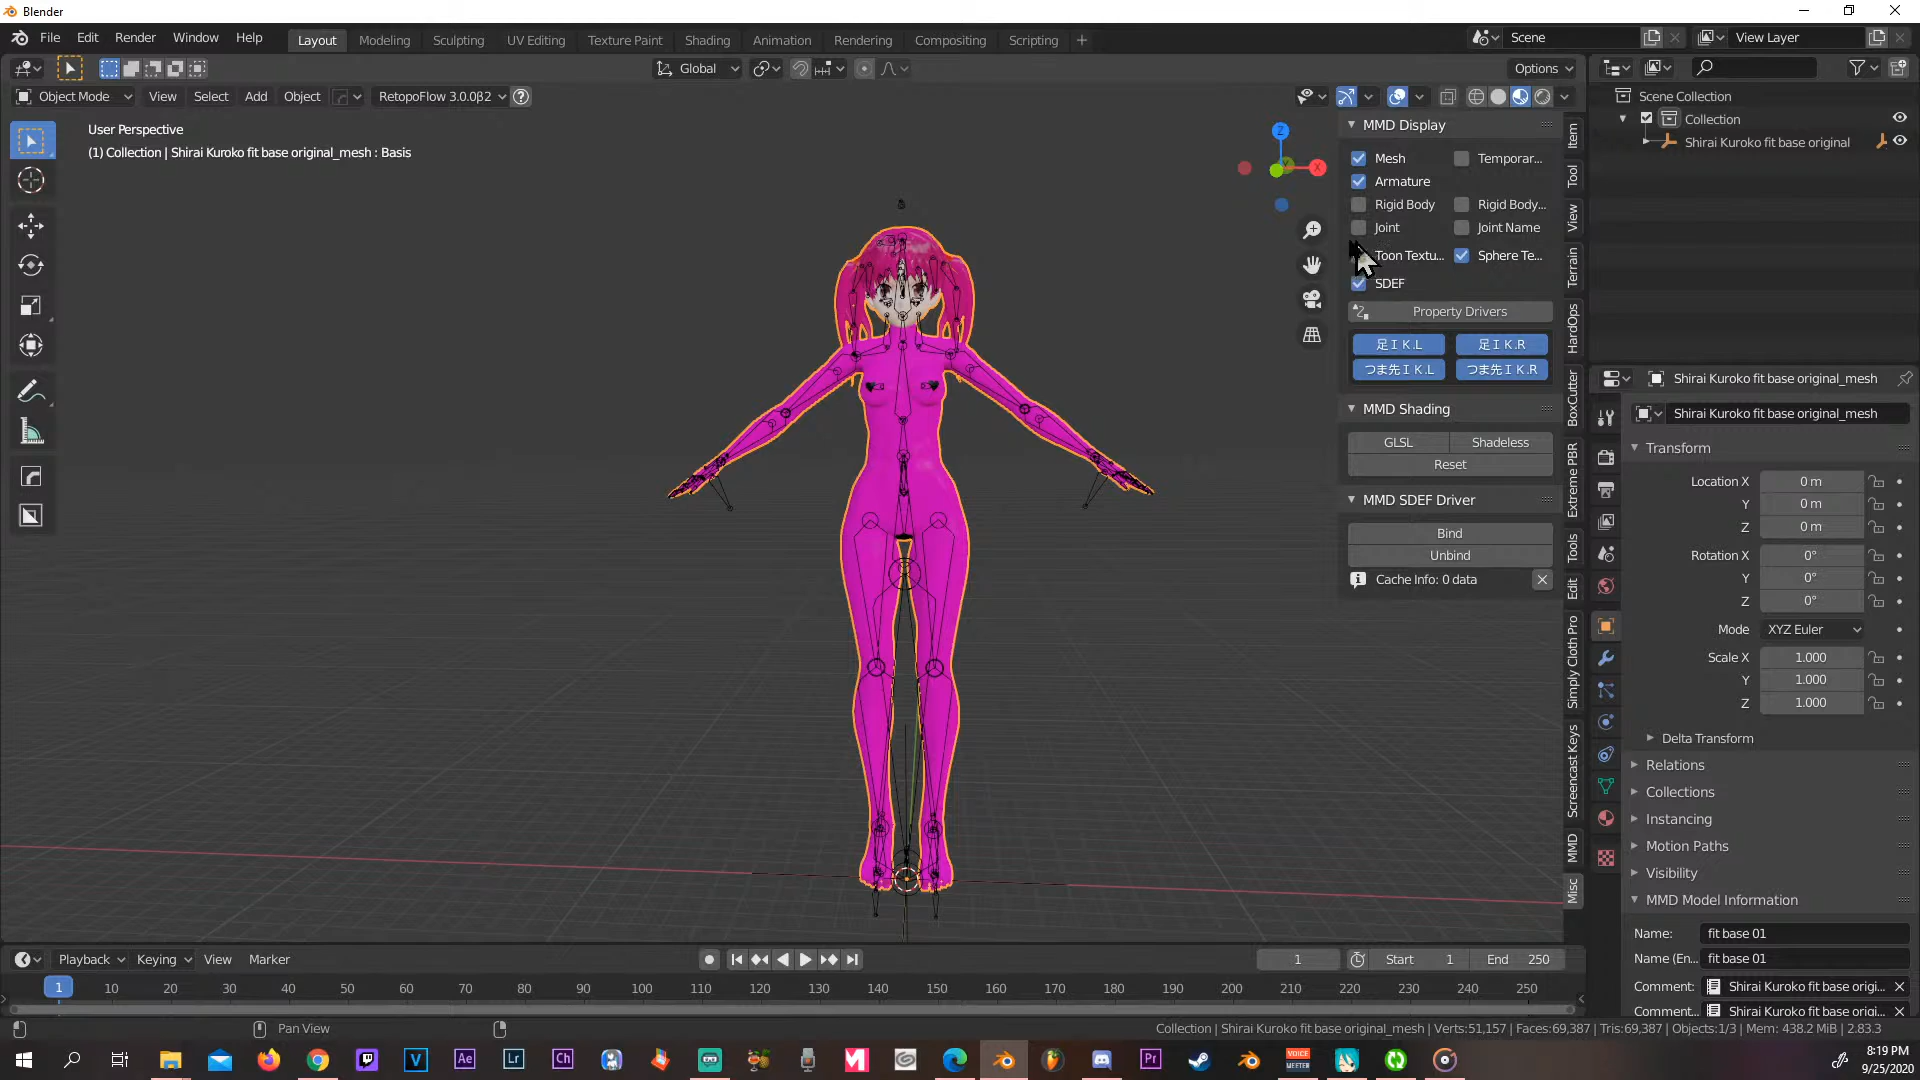 Blender
File Edit Render Window Help
Layout Modeling Sculpting UV Editing Texture Paint Shading Animation Rendering Compositing Scripting +
Scene
View Layer
Global
Options
Object Mode View Select Add Object RetopoFlow 3.0.0β2
User Perspective
(1) Collection | Shirai Kuroko fit base original_mesh : Basis
Z
X
MMD Display
Mesh Temporar...
Armature
Rigid Body Rigid Body...
Joint Joint Name
Toon Textu... Sphere Te...
SDEF
Property Drivers
足ＩＫ.L 足ＩＫ.R
つま先ＩＫ.L つま先ＩＫ.R
MMD Shading
GLSL Shadeless
Reset
MMD SDEF Driver
Bind
Unbind
Cache Info: 0 data
Item
Tool
View
Terrain
HardOps
BoxCutter
Extreme PBR
Tools
Edit
Simply Cloth Pro
Screencast Keys
MMD
Misc
Scene Collection
Collection
Shirai Kuroko fit base original
Shirai Kuroko fit base original_mesh
Shirai Kuroko fit base original_mesh
Transform
Location X 0 m
Y 0 m
Z 0 m
Rotation X 0°
Y 0°
Z 0°
Mode XYZ Euler
Scale X 1.000
Y 1.000
Z 1.000
Delta Transform
Relations
Collections
Instancing
Motion Paths
Visibility
MMD Model Information
Name: fit base 01
Name (En... fit base 01
Comment: Shirai Kuroko fit base origi...
Comment... Shirai Kuroko fit base origi...
Playback Keying View Marker
1 Start 1 End 250
1 10 20 30 40 50 60 70 80 90 100 110 120 130 140 150 160 170 180 190 200 210 220 230 240 250
Pan View
Collection | Shirai Kuroko fit base original_mesh | Verts:51,157 | Faces:69,387 | Tris:69,387 | Objects:1/3 | Mem: 438.2 MiB | 2.83.3
V Ae Lr Ch Pr VOICE MEETER
8:19 PM
9/25/2020